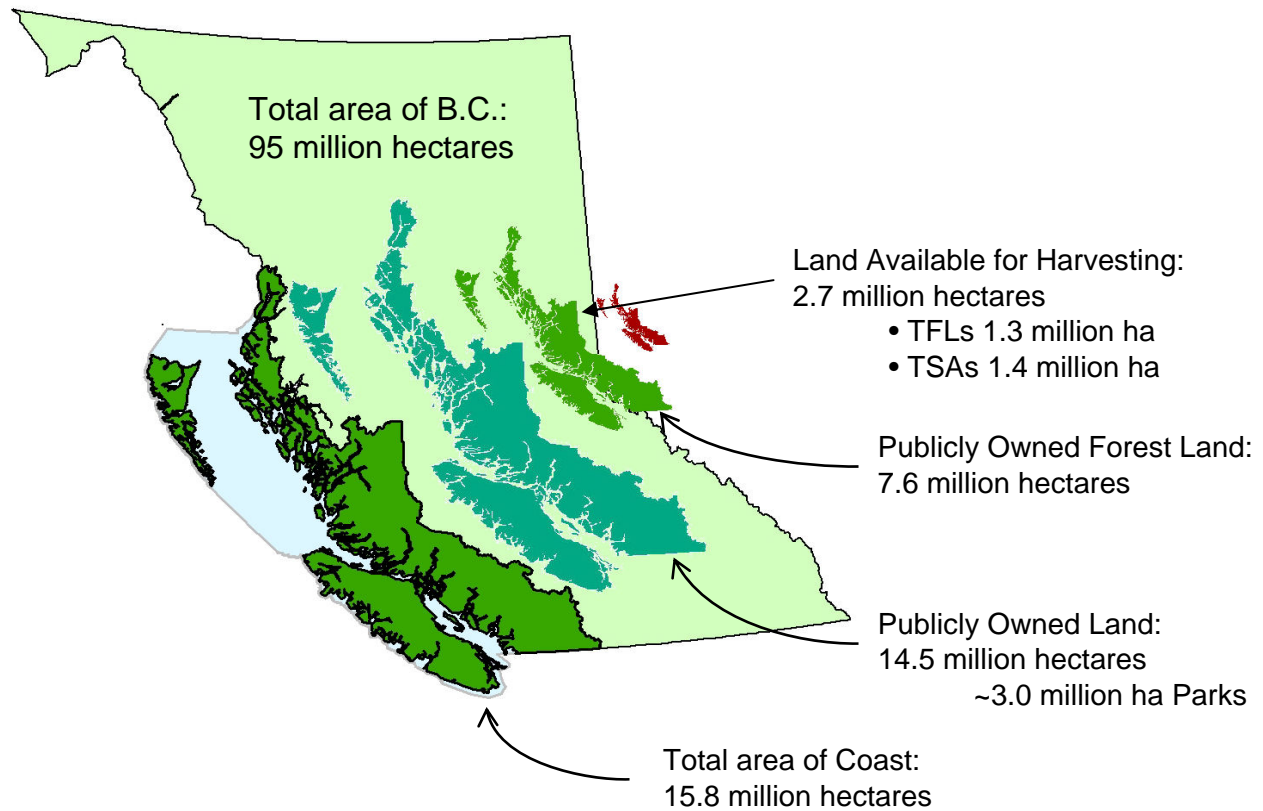 Total area of B.C.:
95 million hectares
Land Available for Harvesting:
2.7 million hectares
• TFLs 1.3 million ha
• TSAs 1.4 million ha
Publicly Owned Forest Land:
7.6 million hectares
Publicly Owned Land:
14.5 million hectares
~3.0 million ha Parks
Total area of Coast:
15.8 million hectares